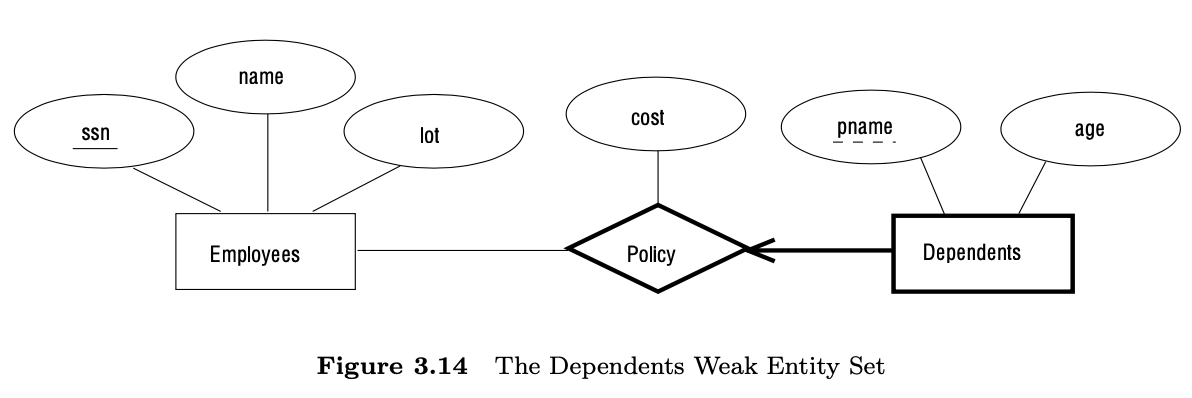 name
ssn
lot
cost
pname
age
Employees
Policy
Dependents
Figure 3.14 The Dependents Weak Entity Set